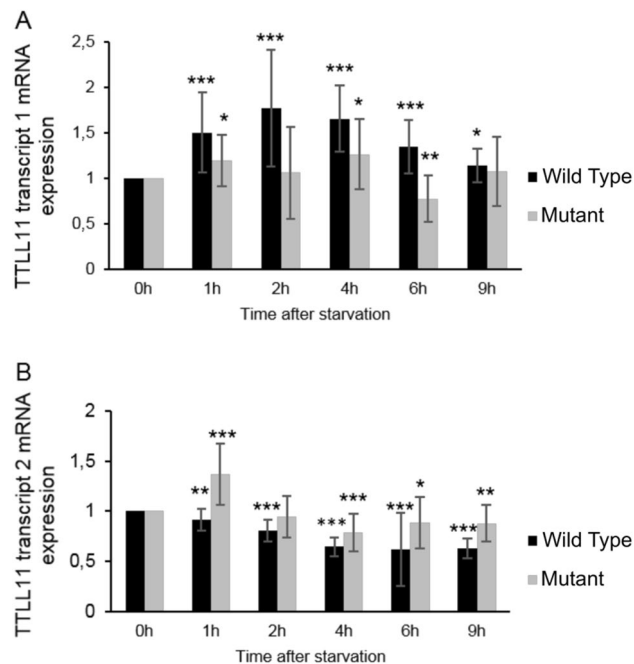 A
TTLL11 transcript 1 mRNA
expression
2,5
2
1,5
1
0,5
0
***
*
***
***
*
***
**
*
0h
1h
2h
4h
6h
9h
Time after starvation
Wild Type
Mutant
B
TTLL11 transcript 2 mRNA
expression
2
1,5
1
0,5
0
**
***
***
***
***
***
*
***
**
0h
1h
2h
4h
6h
9h
Time after starvation
Wild Type
Mutant